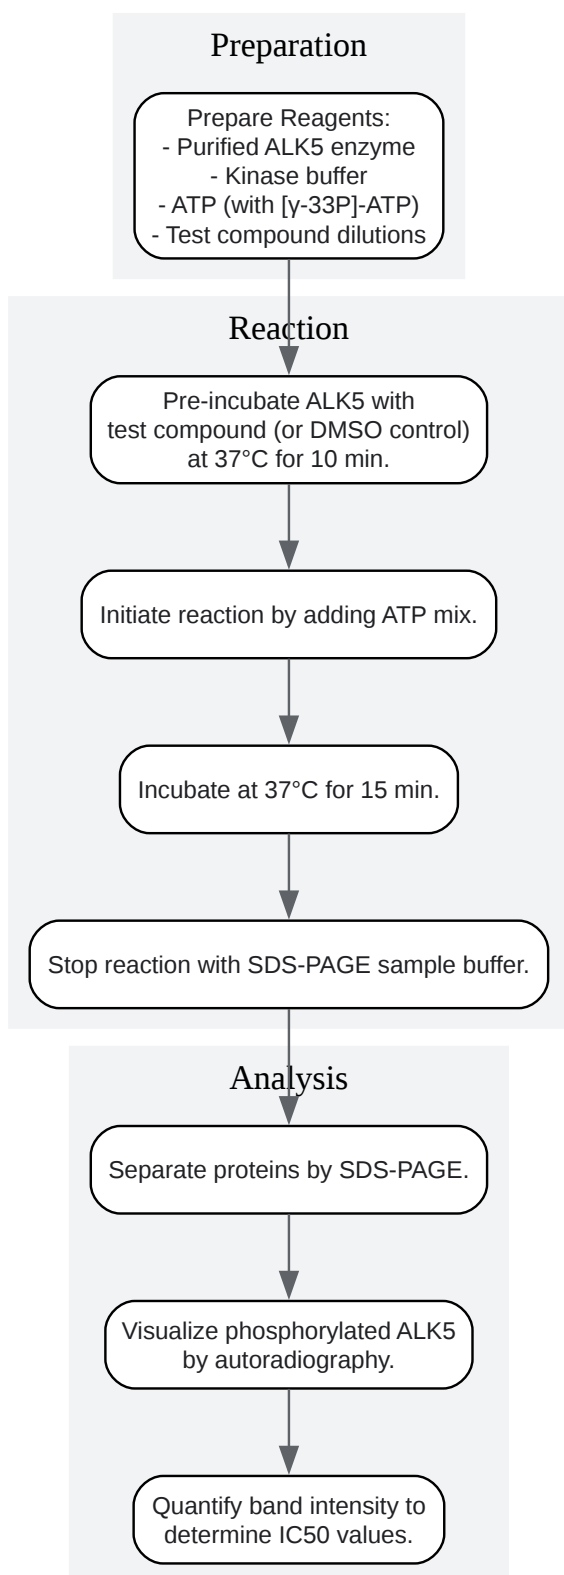 Preparation
Prepare Reagents:
- Purified ALK5 enzyme
- Kinase buffer
- ATP (with [γ-33P]-ATP)
- Test compound dilutions
Reaction
Pre-incubate ALK5 with
test compound (or DMSO control)
at 37°C for 10 min.
Initiate reaction by adding ATP mix.
Incubate at 37°C for 15 min.
Stop reaction with SDS-PAGE sample buffer.
Analysis
Separate proteins by SDS-PAGE.
Visualize phosphorylated ALK5
by autoradiography.
Quantify band intensity to
determine IC50 values.